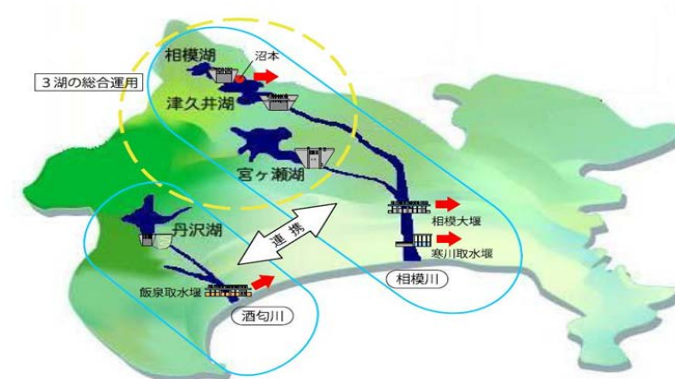 相模湖
沼本
３湖の総合運用
津久井湖
宮ヶ瀬湖
丹沢湖
連携
相模大堰
寒川取水堰
相模川
飯泉取水堰
酒匂川